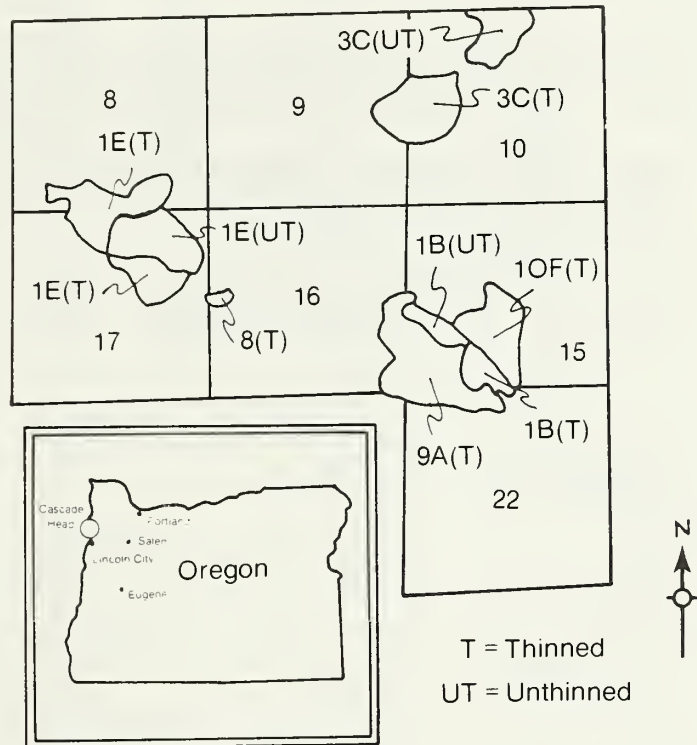 3C(UT)
8
9
3C(T)
10
1E(T)
1E(UT)
1B(UT)
10F(T)
1E(T)
16
17
8(T)
15
9A(T)
1B(T)
22
Cascade
Head
Portland
Salem
Lincoln City
Oregon
Eugene
N
T = Thinned
UT = Unthinned